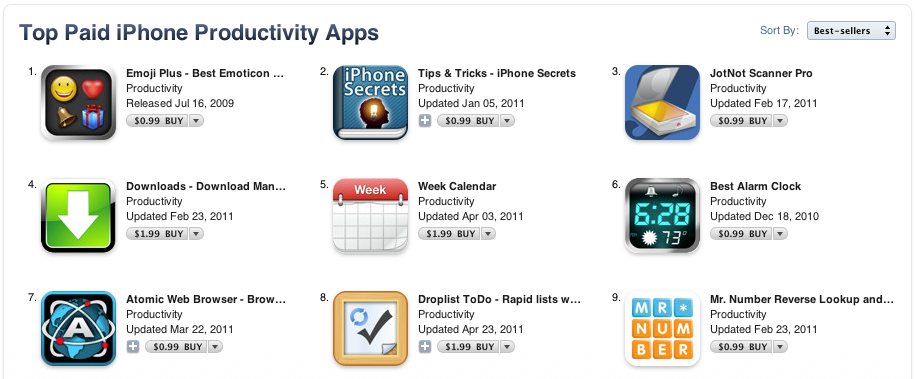 Top Paid iPhone Productivity Apps
Sort By: Best-sellers
1.
Emoji Plus - Best Emoticon ...
Productivity
Released Jul 16, 2009
$0.99 BUY
2.
iPhone
Secrets
Tips & Tricks - iPhone Secrets
Productivity
Updated Jan 05, 2011
$0.99 BUY
3.
JotNot Scanner Pro
Productivity
Updated Feb 17, 2011
$0.99 BUY
4.
Downloads - Download Man...
Productivity
Updated Feb 23, 2011
$1.99 BUY
5.
Week
Week Calendar
Productivity
Updated Apr 03, 2011
$1.99 BUY
6.
6:28
73°
Best Alarm Clock
Productivity
Updated Dec 18, 2010
$0.99 BUY
7.
A
Atomic Web Browser - Brow...
Productivity
Updated Mar 22, 2011
$0.99 BUY
8.
Droplist ToDo - Rapid lists w...
Productivity
Updated Apr 23, 2011
$1.99 BUY
9.
MR*
NUM
BER
Mr. Number Reverse Lookup and...
Productivity
Updated Feb 23, 2011
$0.99 BUY